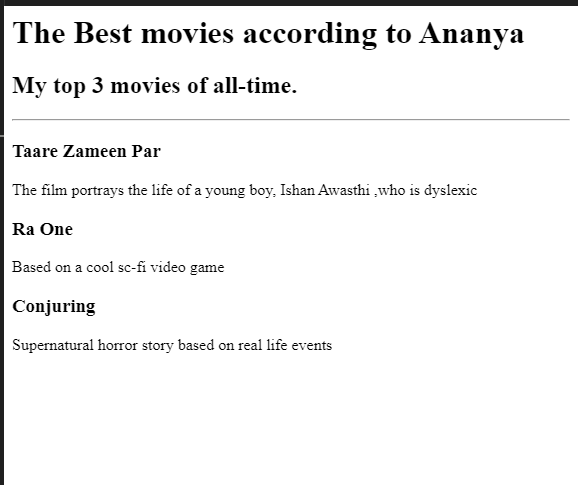 The Best movies according to Ananya
My top 3 movies of all-time.
Taare Zameen Par
The film portrays the life of a young boy, Ishan Awasthi ,who is dyslexic
Ra One
Based on a cool sc-fi video game
Conjuring
Supernatural horror story based on real life events